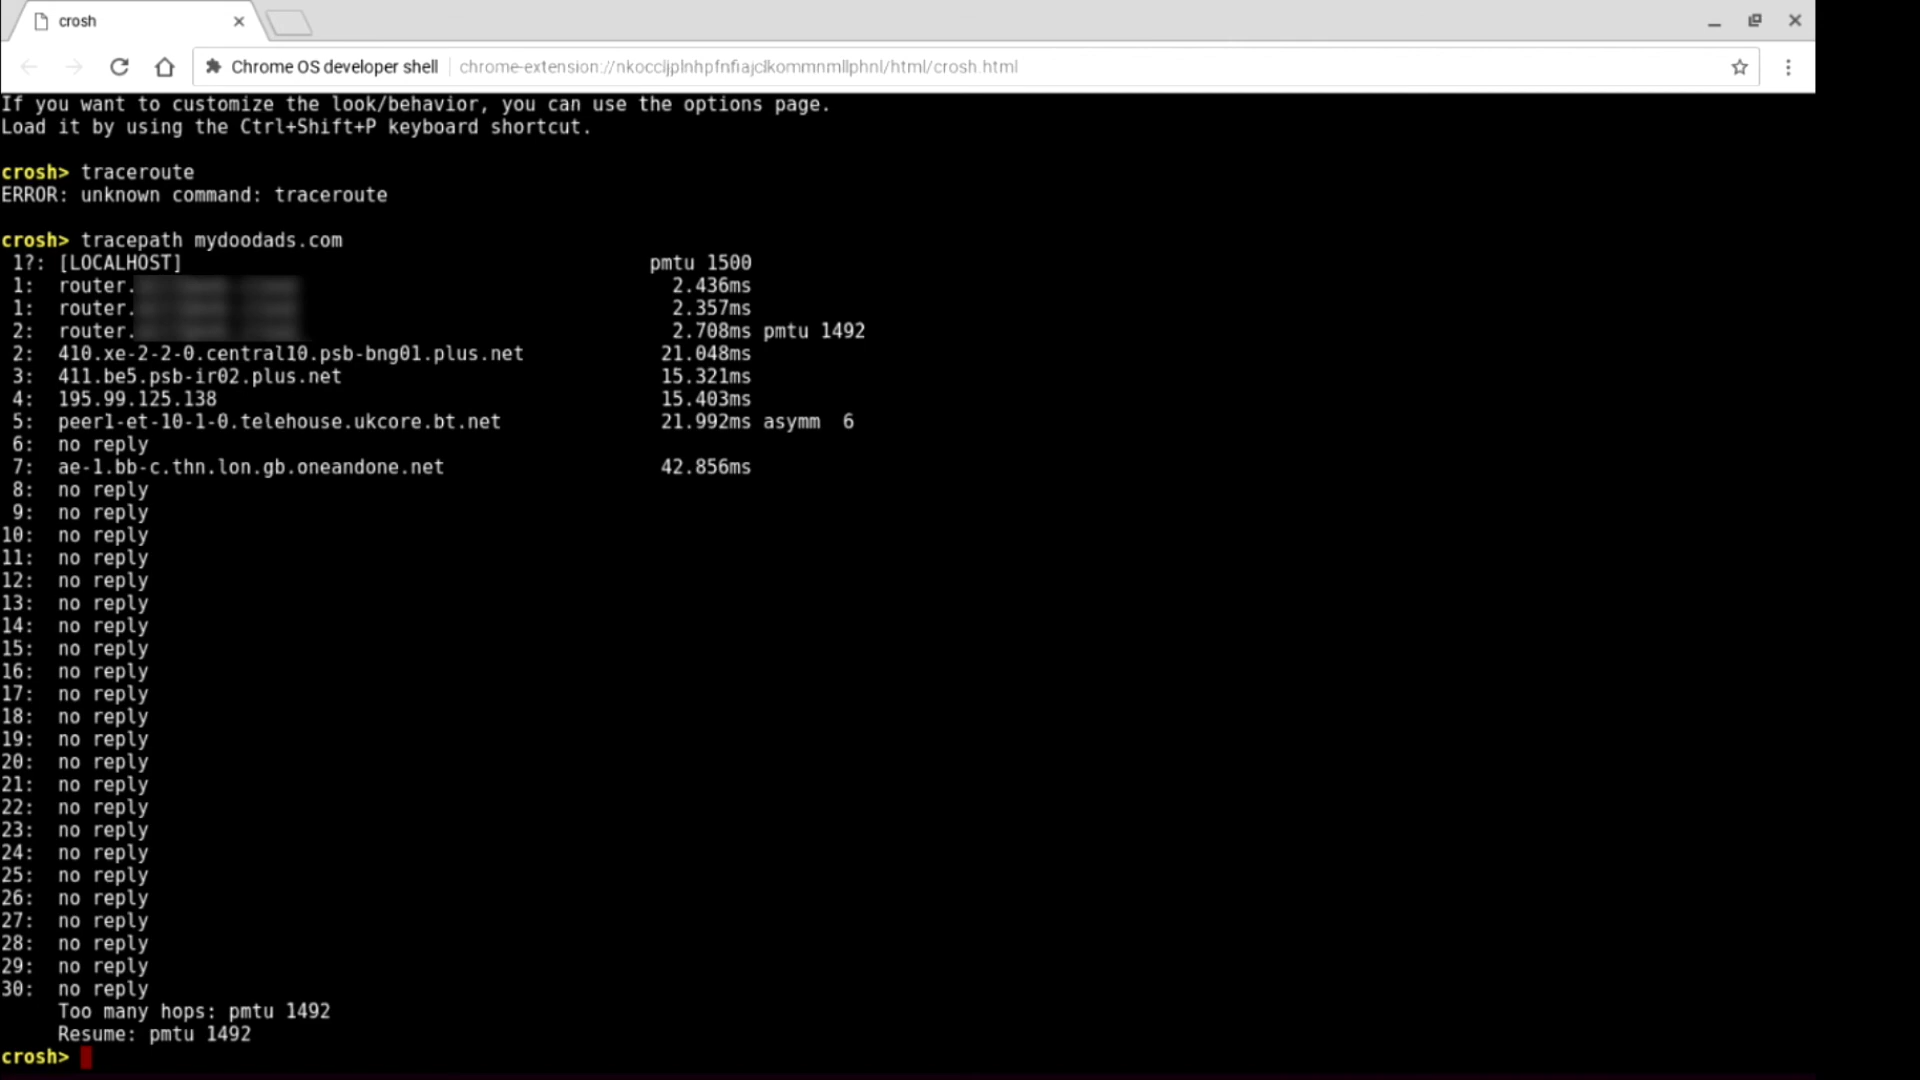 crosh
Chrome OS developer shell chrome-extension://nkoccljplnhpfnfiajclkommnmllphnl/html/crosh.html
If you want to customize the look/behavior, you can use the options page.
Load it by using the Ctrl+Shift+P keyboard shortcut.
crosh> traceroute
ERROR: unknown command: traceroute
crosh> tracepath mydoodads.com
1?: [LOCALHOST] pmtu 1500
1: router. 2.436ms
1: router. 2.357ms
2: router. 2.708ms pmtu 1492
2: 410.xe-2-2-0.central10.psb-bng01.plus.net 21.048ms
3: 411.be5.psb-ir02.plus.net 15.321ms
4: 195.99.125.138 15.403ms
5: peer1-et-10-1-0.telehouse.ukcore.bt.net 21.992ms asymm 6
6: no reply
7: ae-1.bb-c.thn.lon.gb.oneandone.net 42.856ms
8: no reply
9: no reply
10: no reply
11: no reply
12: no reply
13: no reply
14: no reply
15: no reply
16: no reply
17: no reply
18: no reply
19: no reply
20: no reply
21: no reply
22: no reply
23: no reply
24: no reply
25: no reply
26: no reply
27: no reply
28: no reply
29: no reply
30: no reply
Too many hops: pmtu 1492
Resume: pmtu 1492
crosh>